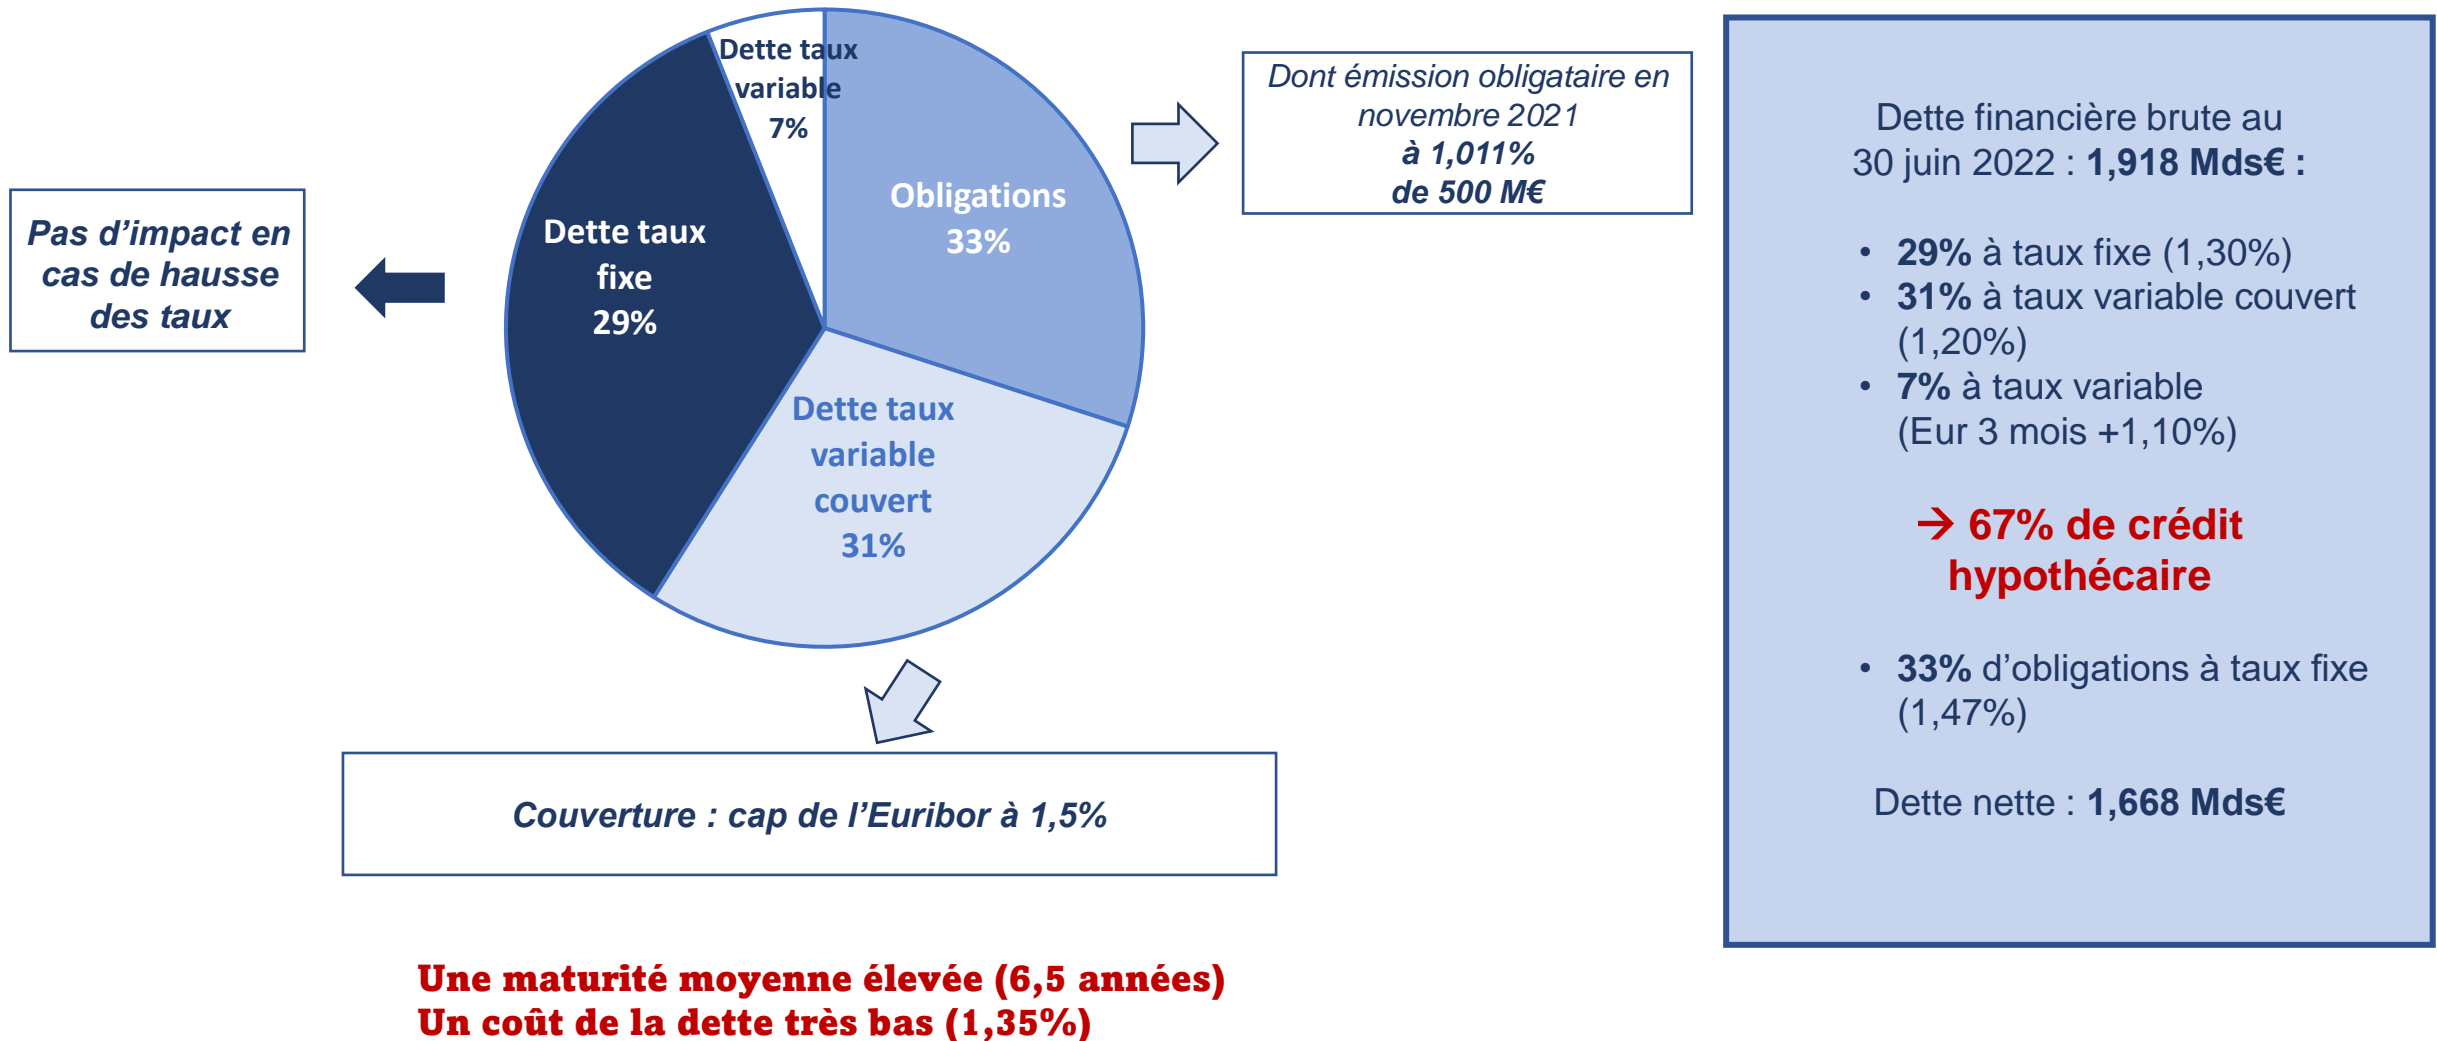 Dette taux
variable
7%
Obligations
33%
Dette taux
fixe
29%
Dette taux
variable
couvert
31%
Pas d’impact en
cas de hausse
des taux
Dont émission obligataire en
novembre 2021
à 1,011%
de 500 M€
Couverture : cap de l’Euribor à 1,5%
Une maturité moyenne élevée (6,5 années)
Un coût de la dette très bas (1,35%)
Dette financière brute au
30 juin 2022 : 1,918 Mds€ :
• 29% à taux fixe (1,30%)
• 31% à taux variable couvert
(1,20%)
• 7% à taux variable
(Eur 3 mois +1,10%)
→ 67% de crédit
hypothécaire
• 33% d’obligations à taux fixe
(1,47%)
Dette nette : 1,668 Mds€